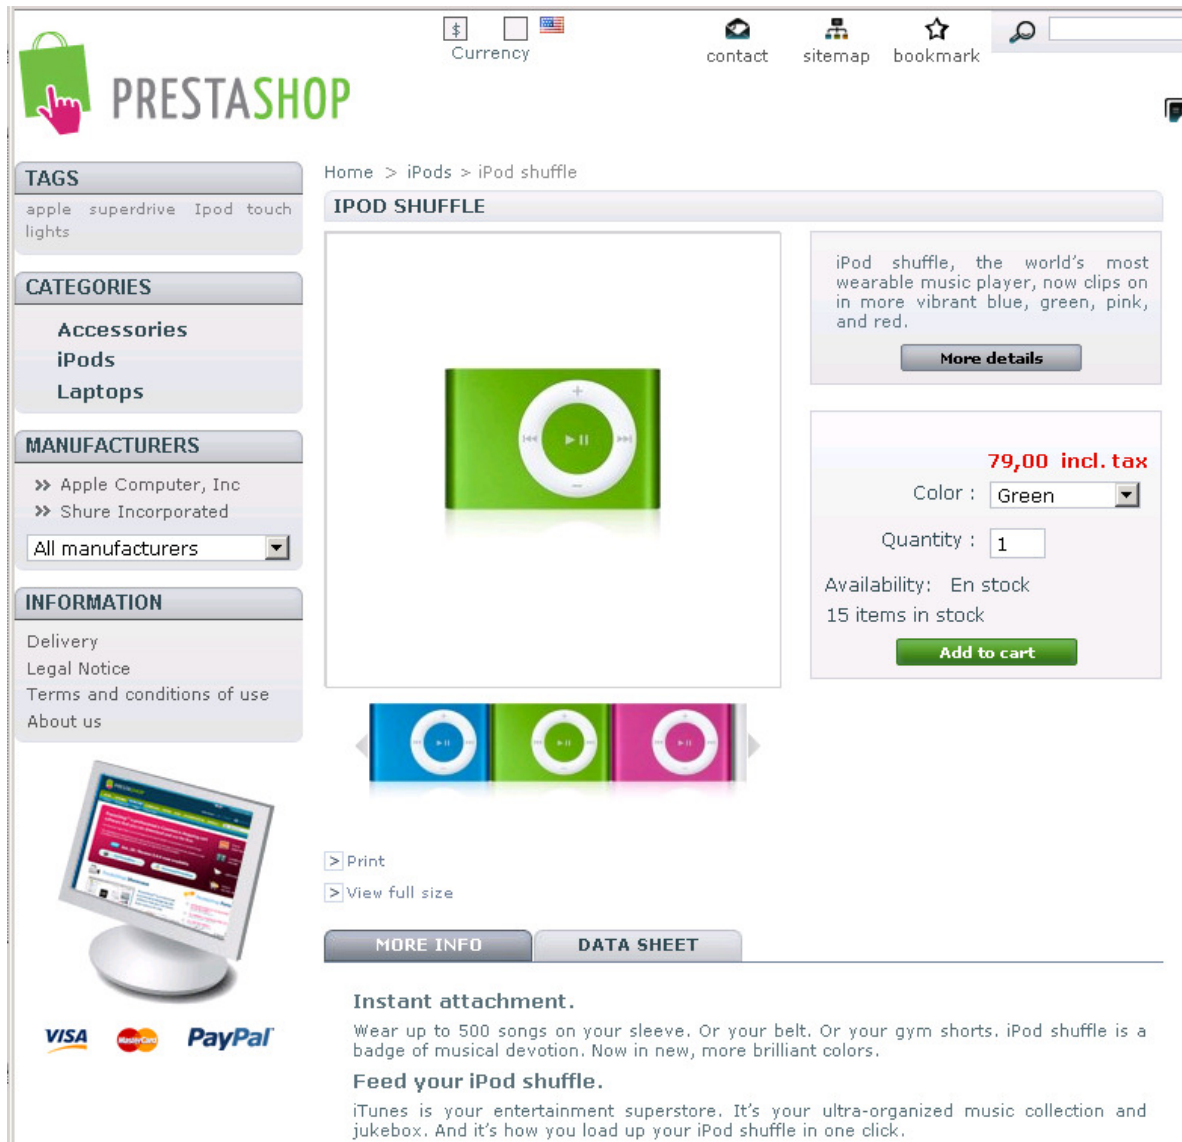 $
Currency
contact
sitemap
bookmark
PRESTASHOP
TAGS
apple superdrive Ipod touch
lights
CATEGORIES
Accessories
iPods
Laptops
MANUFACTURERS
>> Apple Computer, Inc
>> Shure Incorporated
All manufacturers
INFORMATION
Delivery
Legal Notice
Terms and conditions of use
About us
VISA
MasterCard
PayPal
Home > iPods > iPod shuffle
IPOD SHUFFLE
iPod shuffle, the world's most
wearable music player, now clips on
in more vibrant blue, green, pink,
and red.
More details
79,00 incl. tax
Color : Green
Quantity : 1
Availability: En stock
15 items in stock
Add to cart
> Print
> View full size
MORE INFO
DATA SHEET
Instant attachment.
Wear up to 500 songs on your sleeve. Or your belt. Or your gym shorts. iPod shuffle is a
badge of musical devotion. Now in new, more brilliant colors.
Feed your iPod shuffle.
iTunes is your entertainment superstore. It's your ultra-organized music collection and
jukebox. And it's how you load up your iPod shuffle in one click.